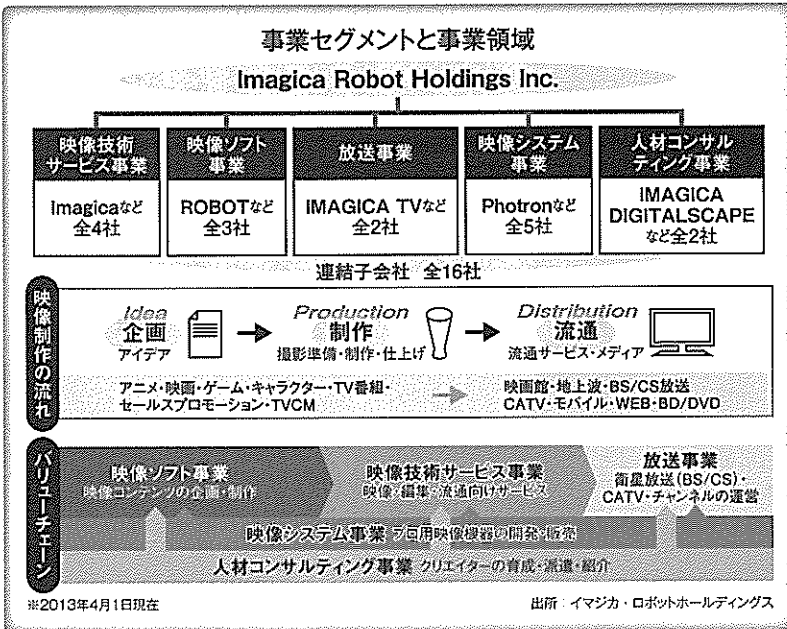 事業セグメントと事業領域
Imagica Robot Holdings Inc.
映像技術
サービス事業
Imagicaなど
全4社
映像ソフト
事業
ROBOTなど
全3社
放送事業
IMAGICA TVなど
全2社
映像システム
事業
Photronなど
全5社
人材コンサル
ティング事業
IMAGICA
DIGITALSCAPE
など全2社
連結子会社 全16社
映像制作の流れ
Idea
企画
アイデア
Production
制作
撮影準備・制作・仕上げ
Distribution
流通
流通サービス・メディア
アニメ・映画・ゲーム・キャラクター・TV番組・
セールスプロモーション・TVCM
映画館・地上波・BS/CS放送
CATV・モバイル・WEB・BD/DVD
バリューチェーン
映像ソフト事業
映像コンテンツの企画・制作
映像技術サービス事業
映像・編集・流通向けサービス
放送事業
衛星放送(BS/CS)・
CATV・チャンネルの運営
映像システム事業 プロ用映像機器の開発・販売
人材コンサルティング事業 クリエイターの育成・派遣・紹介
※2013年4月1日現在
出所：イマジカ・ロボットホールディングス